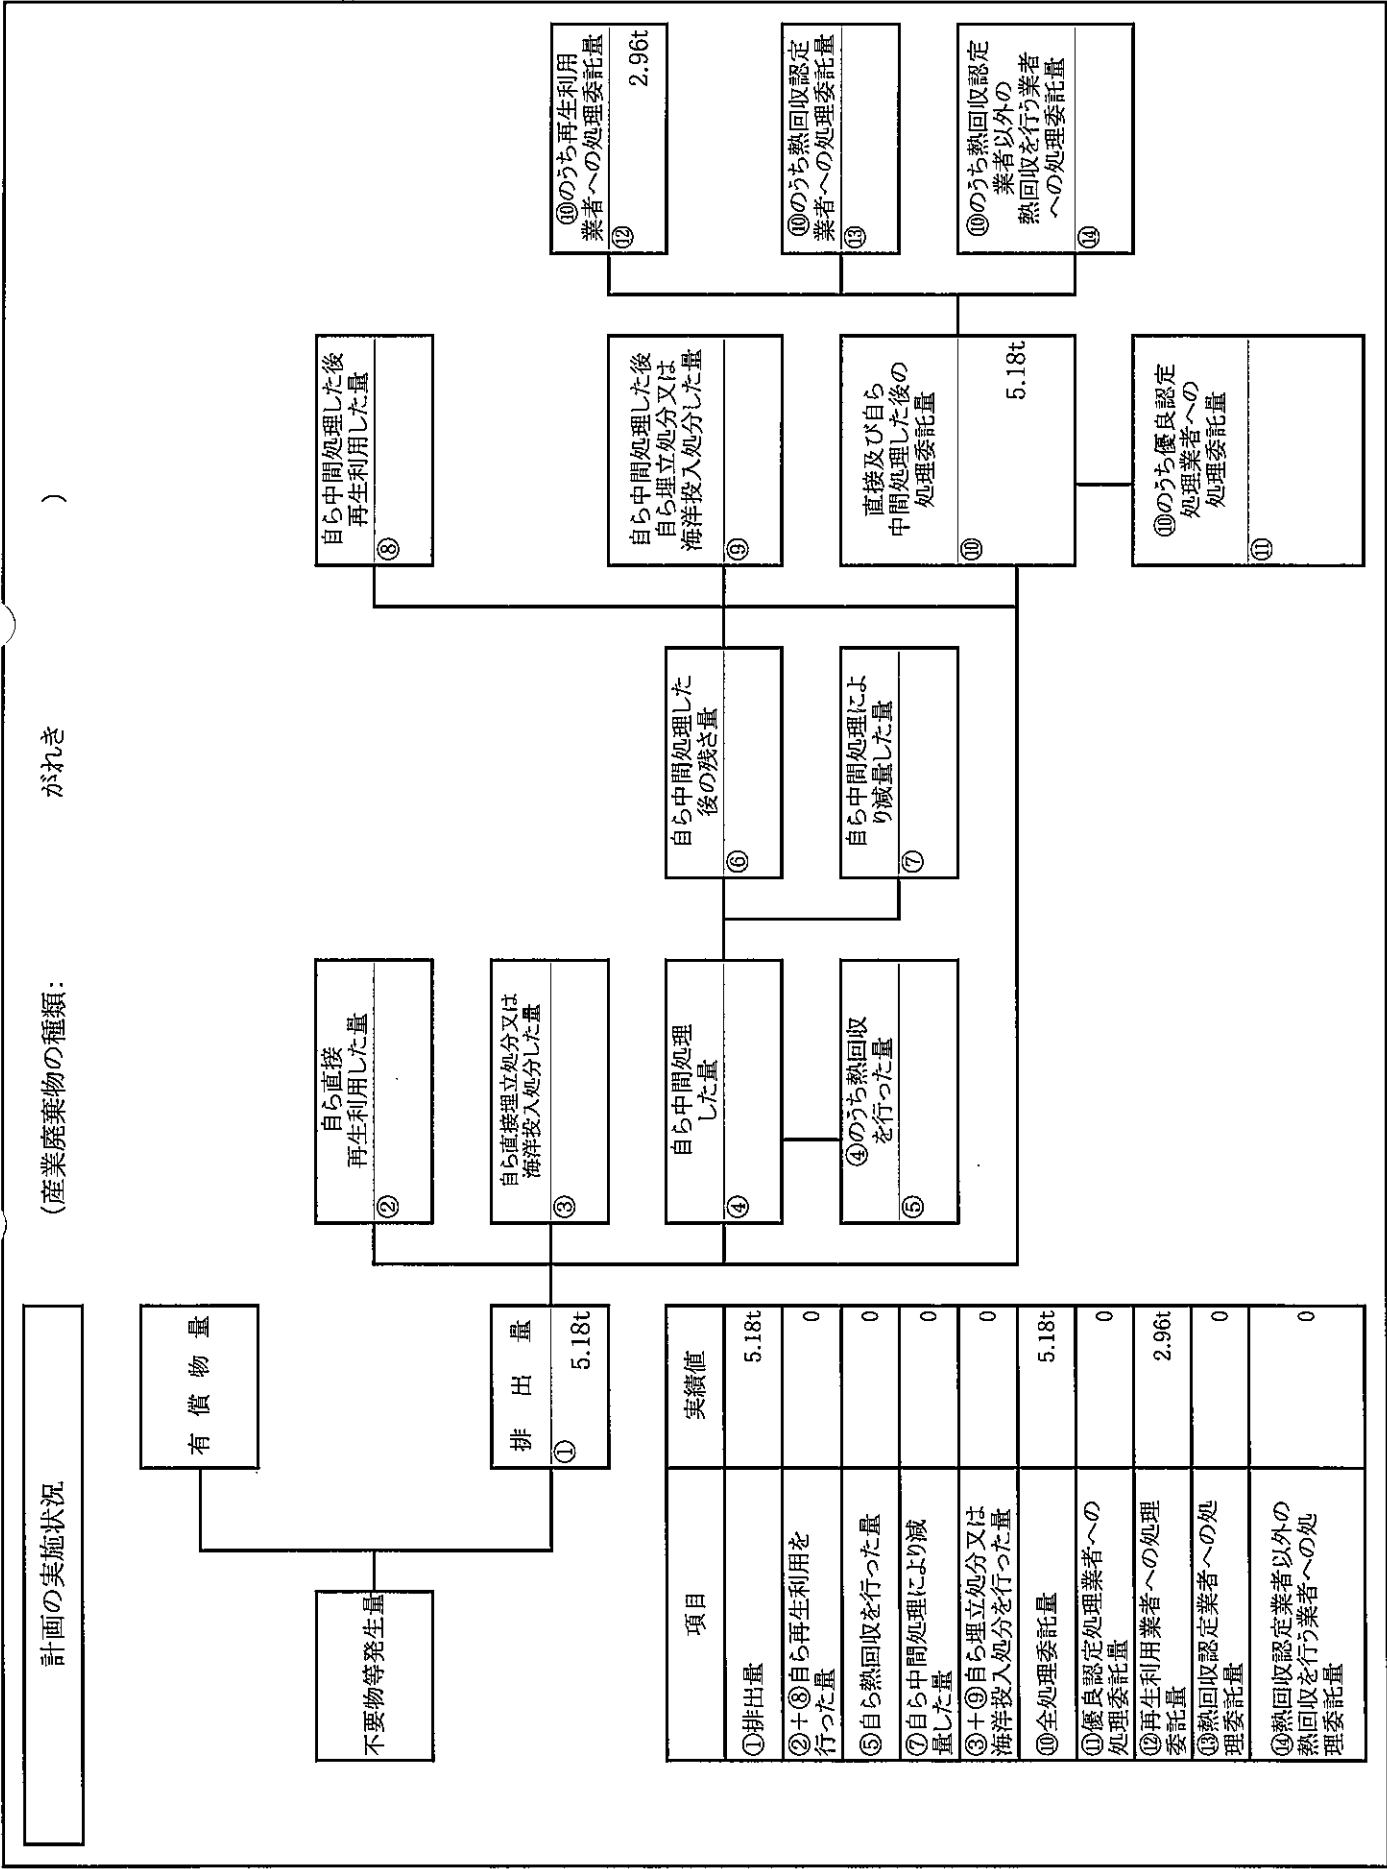 計画の実施状況
(産業廃棄物の種類： がれき )
不要物等発生量
有償物量
排出量
①
5.18t
自ら直接
再生利用した量
②
自ら直接埋立処分又は
海洋投入処分した量
③
自ら中間処理
した量
④
④のうち熱回収
を行った量
⑤
自ら中間処理した
後の残さ量
⑥
自ら中間処理によ
り減量した量
⑦
自ら中間処理した後
再生利用した量
⑧
自ら中間処理した後
自ら埋立処分又は
海洋投入処分した量
⑨
直接及び自ら
中間処理した後の
処理委託量
⑩
5.18t
⑩のうち優良認定
処理業者への
処理委託量
⑪
⑩のうち再生利用
業者への処理委託量
⑫
2.96t
⑩のうち熱回収認定
業者への処理委託量
⑬
⑩のうち熱回収認定
業者以外の
熱回収を行う業者
への処理委託量
⑭
項目 実績値
①排出量 5.18t
②＋⑧自ら再生利用を
行った量 0
⑤自ら熱回収を行った量 0
⑦自ら中間処理により減
量した量 0
③＋⑨自ら埋立処分又は
海洋投入処分を行った量 0
⑩全処理委託量 5.18t
⑪優良認定処理業者への
処理委託量 0
⑫再生利用業者への処理
委託量 2.96t
⑬熱回収認定業者への処
理委託量 0
⑭熱回収認定業者以外の
熱回収を行う業者への処
理委託量 0